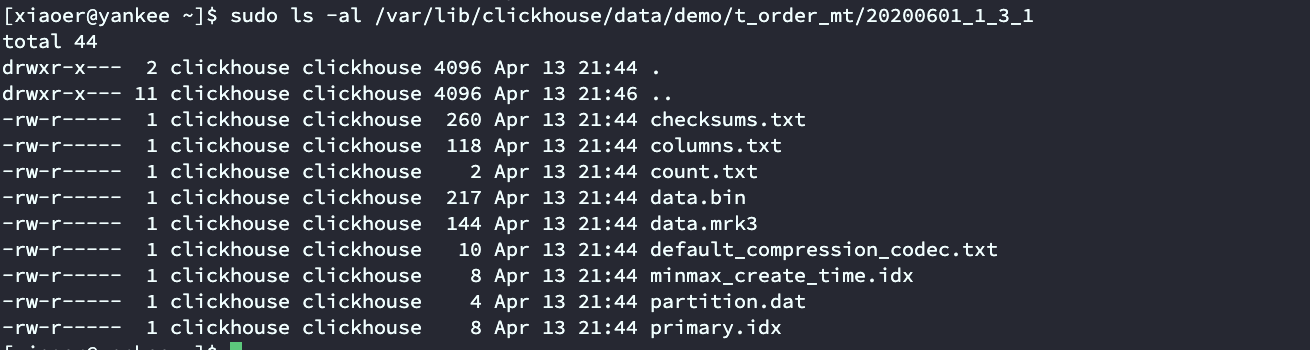 [xiaoer@yankee ~]$ sudo ls -al /var/lib/clickhouse/data/demo/t_order_mt/20200601_1_3_1
total 44
drwxr-x---  2 clickhouse clickhouse 4096 Apr 13 21:44 .
drwxr-x--- 11 clickhouse clickhouse 4096 Apr 13 21:46 ..
-rw-r-----  1 clickhouse clickhouse  260 Apr 13 21:44 checksums.txt
-rw-r-----  1 clickhouse clickhouse  118 Apr 13 21:44 columns.txt
-rw-r-----  1 clickhouse clickhouse    2 Apr 13 21:44 count.txt
-rw-r-----  1 clickhouse clickhouse  217 Apr 13 21:44 data.bin
-rw-r-----  1 clickhouse clickhouse  144 Apr 13 21:44 data.mrk3
-rw-r-----  1 clickhouse clickhouse   10 Apr 13 21:44 default_compression_codec.txt
-rw-r-----  1 clickhouse clickhouse    8 Apr 13 21:44 minmax_create_time.idx
-rw-r-----  1 clickhouse clickhouse    4 Apr 13 21:44 partition.dat
-rw-r-----  1 clickhouse clickhouse    8 Apr 13 21:44 primary.idx
[xiaoer@yankee ~]$